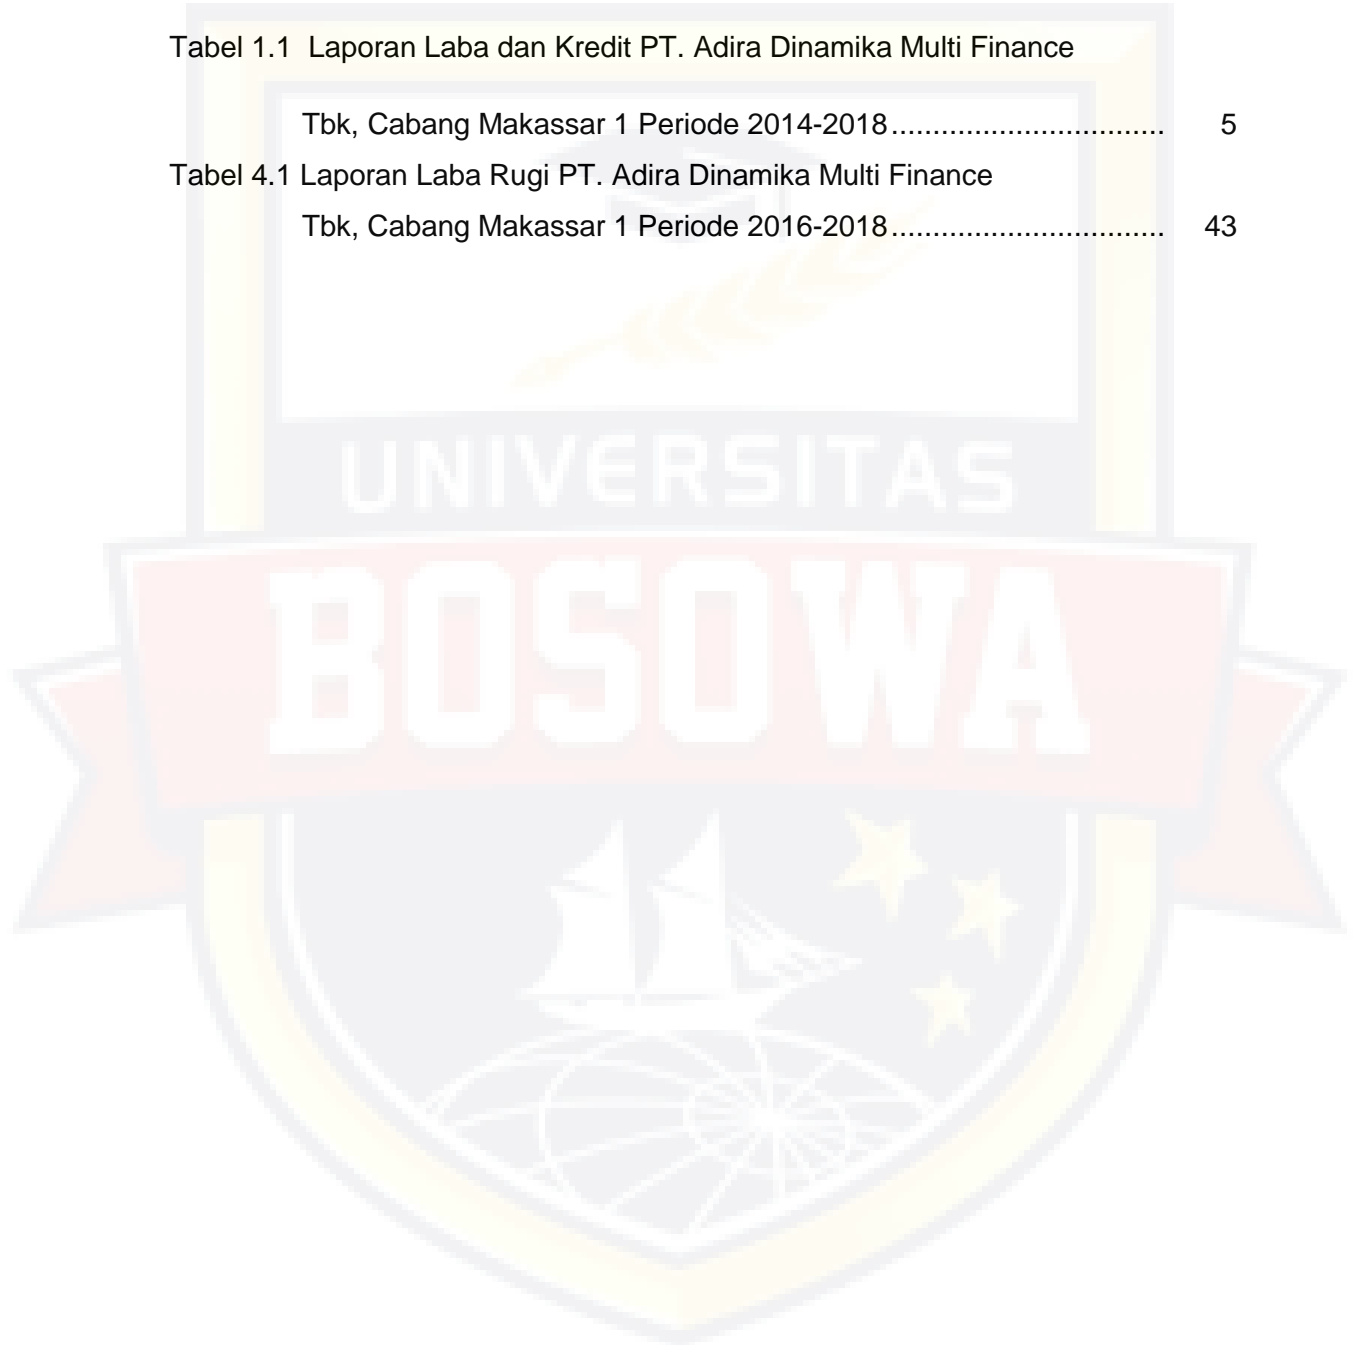 Tabel 1.1  Laporan Laba dan Kredit PT. Adira Dinamika Multi Finance
Tbk, Cabang Makassar 1 Periode 2014-2018................................. 5
Tabel 4.1 Laporan Laba Rugi PT. Adira Dinamika Multi Finance
Tbk, Cabang Makassar 1 Periode 2016-2018................................. 43
UNIVERSITAS
BOSOWA